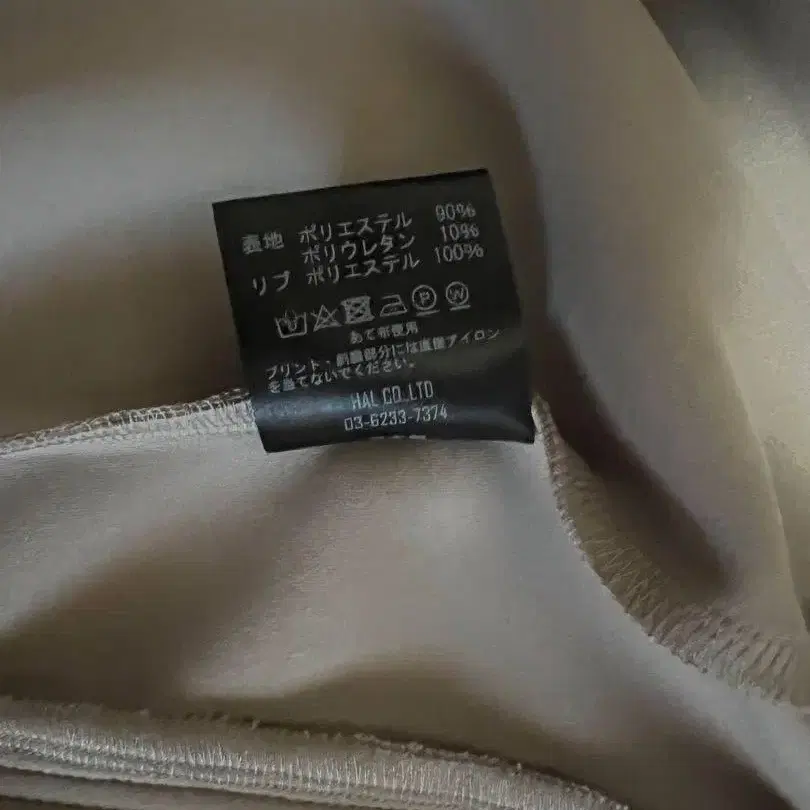 表地 ポリエステル 90%
ポリウレタン 10%
リブ ポリエステル 100%
P W
あて布使用
プリント、刺繍部分には直接アイロン
を当てないでください。
HAL CO.,LTD
03-6233-7374